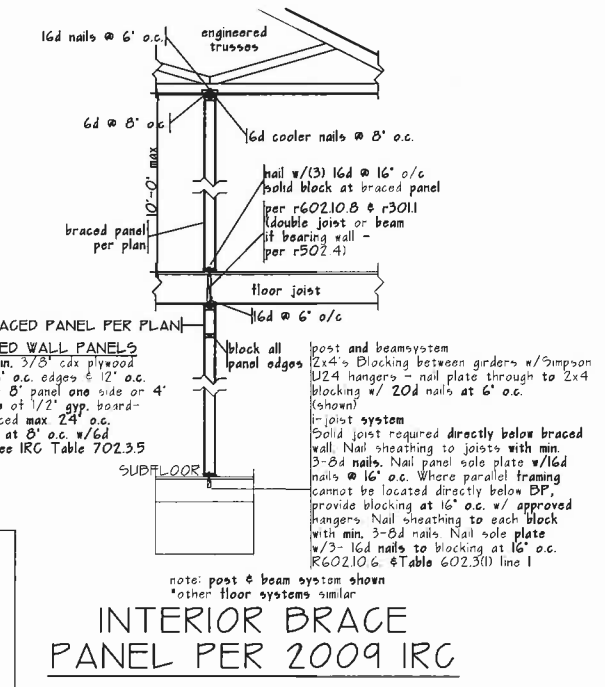 16d nails @ 6" o.c.
engineered
trusses
6d @ 8" o.c
6d cooler nails @ 8" o.c.
10'-0" max
nail w/(3) 16d @ 16" o/c
solid block at braced panel
per r602.10.8 & r301.1
(double joist or beam
if bearing wall -
per r502.4)
braced panel
per plan
floor joist
16d @ 6" o/c
ACED PANEL PER PLAN
ED WALL PANELS
in. 3/8" cdx plywood
" o.c. edges & 12" o.c.
8' panel one side or 4'
s of 1/2" gyp. board-
ced max 24" o.c.
at 8" o.c. w/6d
ee IRC Table 702.3.5
block all
panel edges
SUBFLOOR
post and beamsystem
2x4's Blocking between girders w/Simpson
U24 hangers - nail plate through to 2x4
blocking w/ 20d nails at 6" o.c.
(shown)
i-joist system
Solid joist required directly below braced
wall. Nail sheathing to joists with min.
3-8d nails. Nail panel sole plate w/16d
nails @ 16" o.c. Where parallel framing
cannot be located directly below BP,
provide blocking at 16" o.c. w/ approved
hangers. Nail sheathing to each block
with min. 3-8d nails. Nail sole plate
w/3- 16d nails to blocking at 16" o.c.
R602.10.6. &Table 602.3(1) line 1
note: post & beam system shown
*other floor systems similar
INTERIOR BRACE
PANEL PER 2009 IRC